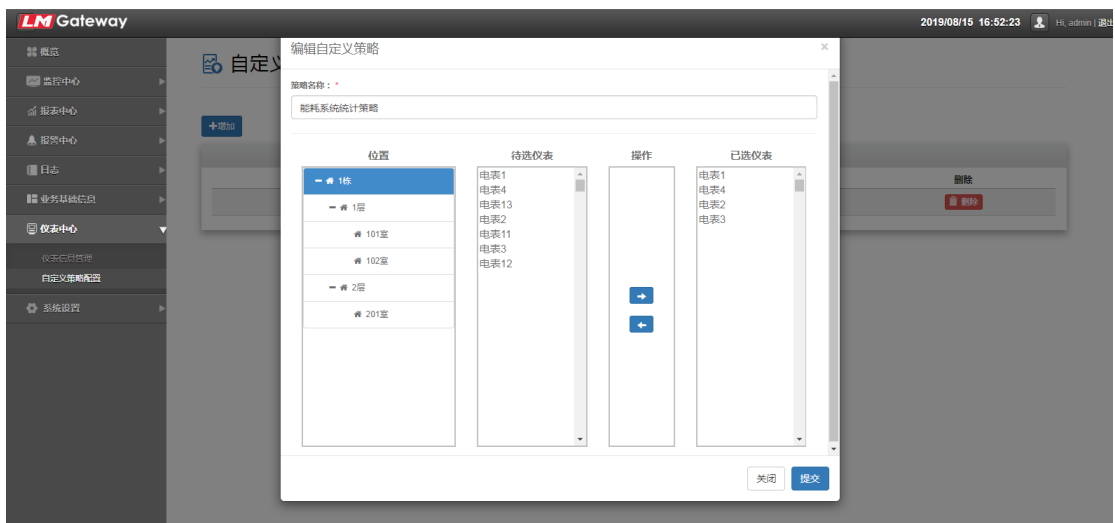 LM Gateway
2019/08/15 16:52:23 Hi, admin | 退出
概览
监控中心
报表中心
报警中心
日志
业务基础信息
仪表中心
仪表信息管理
自定义策略配置
系统设置
自定义
+增加
删除
删除
编辑自定义策略
×
策略名称： *
能耗系统统计策略
位置
待选仪表
操作
已选仪表
1栋
1层
101室
102室
2层
201室
电表1
电表4
电表13
电表2
电表11
电表3
电表12
电表1
电表4
电表2
电表3
关闭
提交